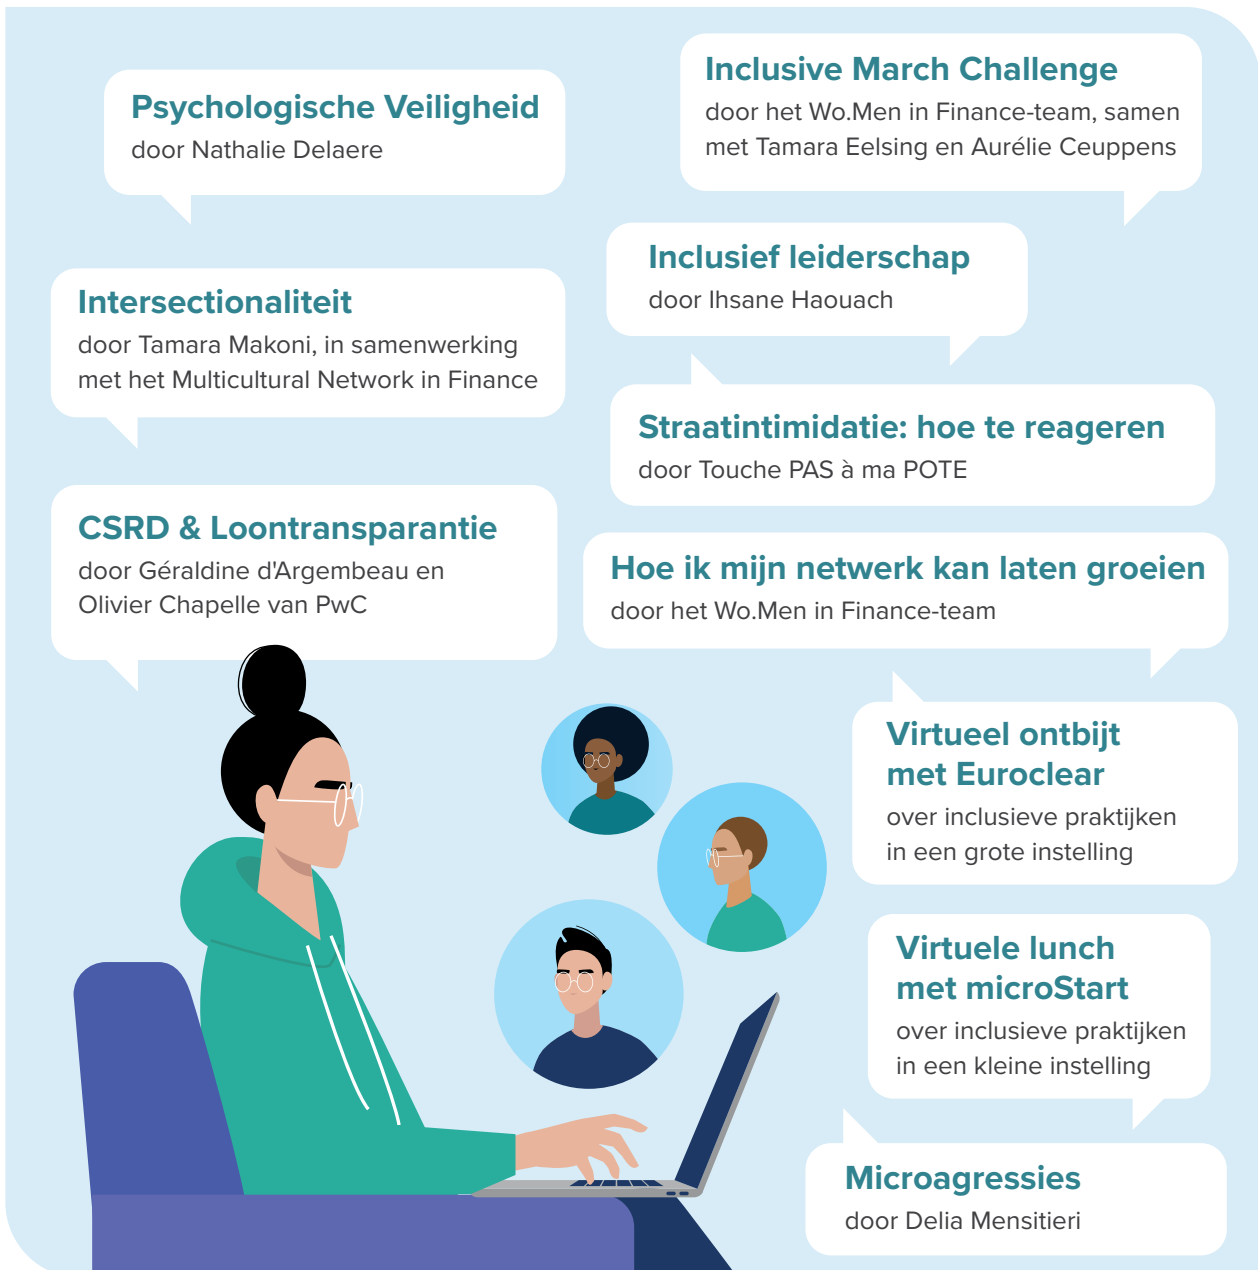 Psychologische Veiligheid
door Nathalie Delaere
Inclusive March Challenge
door het Wo.Men in Finance-team, samen
met Tamara Eelsing en Aurélie Ceuppens
Inclusief leiderschap
door Ihsane Haouach
Intersectionaliteit
door Tamara Makoni, in samenwerking
met het Multicultural Network in Finance
Straatintimidatie: hoe te reageren
door Touche PAS à ma POTE
CSRD & Loontransparantie
door Géraldine d'Argembeau en
Olivier Chapelle van PwC
Hoe ik mijn netwerk kan laten groeien
door het Wo.Men in Finance-team
Virtueel ontbijt
met Euroclear
over inclusieve praktijken
in een grote instelling
Virtuele lunch
met microStart
over inclusieve praktijken
in een kleine instelling
Microagressies
door Delia Mensitieri